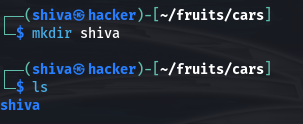 ┌──(shiva㉿hacker)-[~/fruits/cars]
└─$ mkdir shiva
┌──(shiva㉿hacker)-[~/fruits/cars]
└─$ ls
shiva